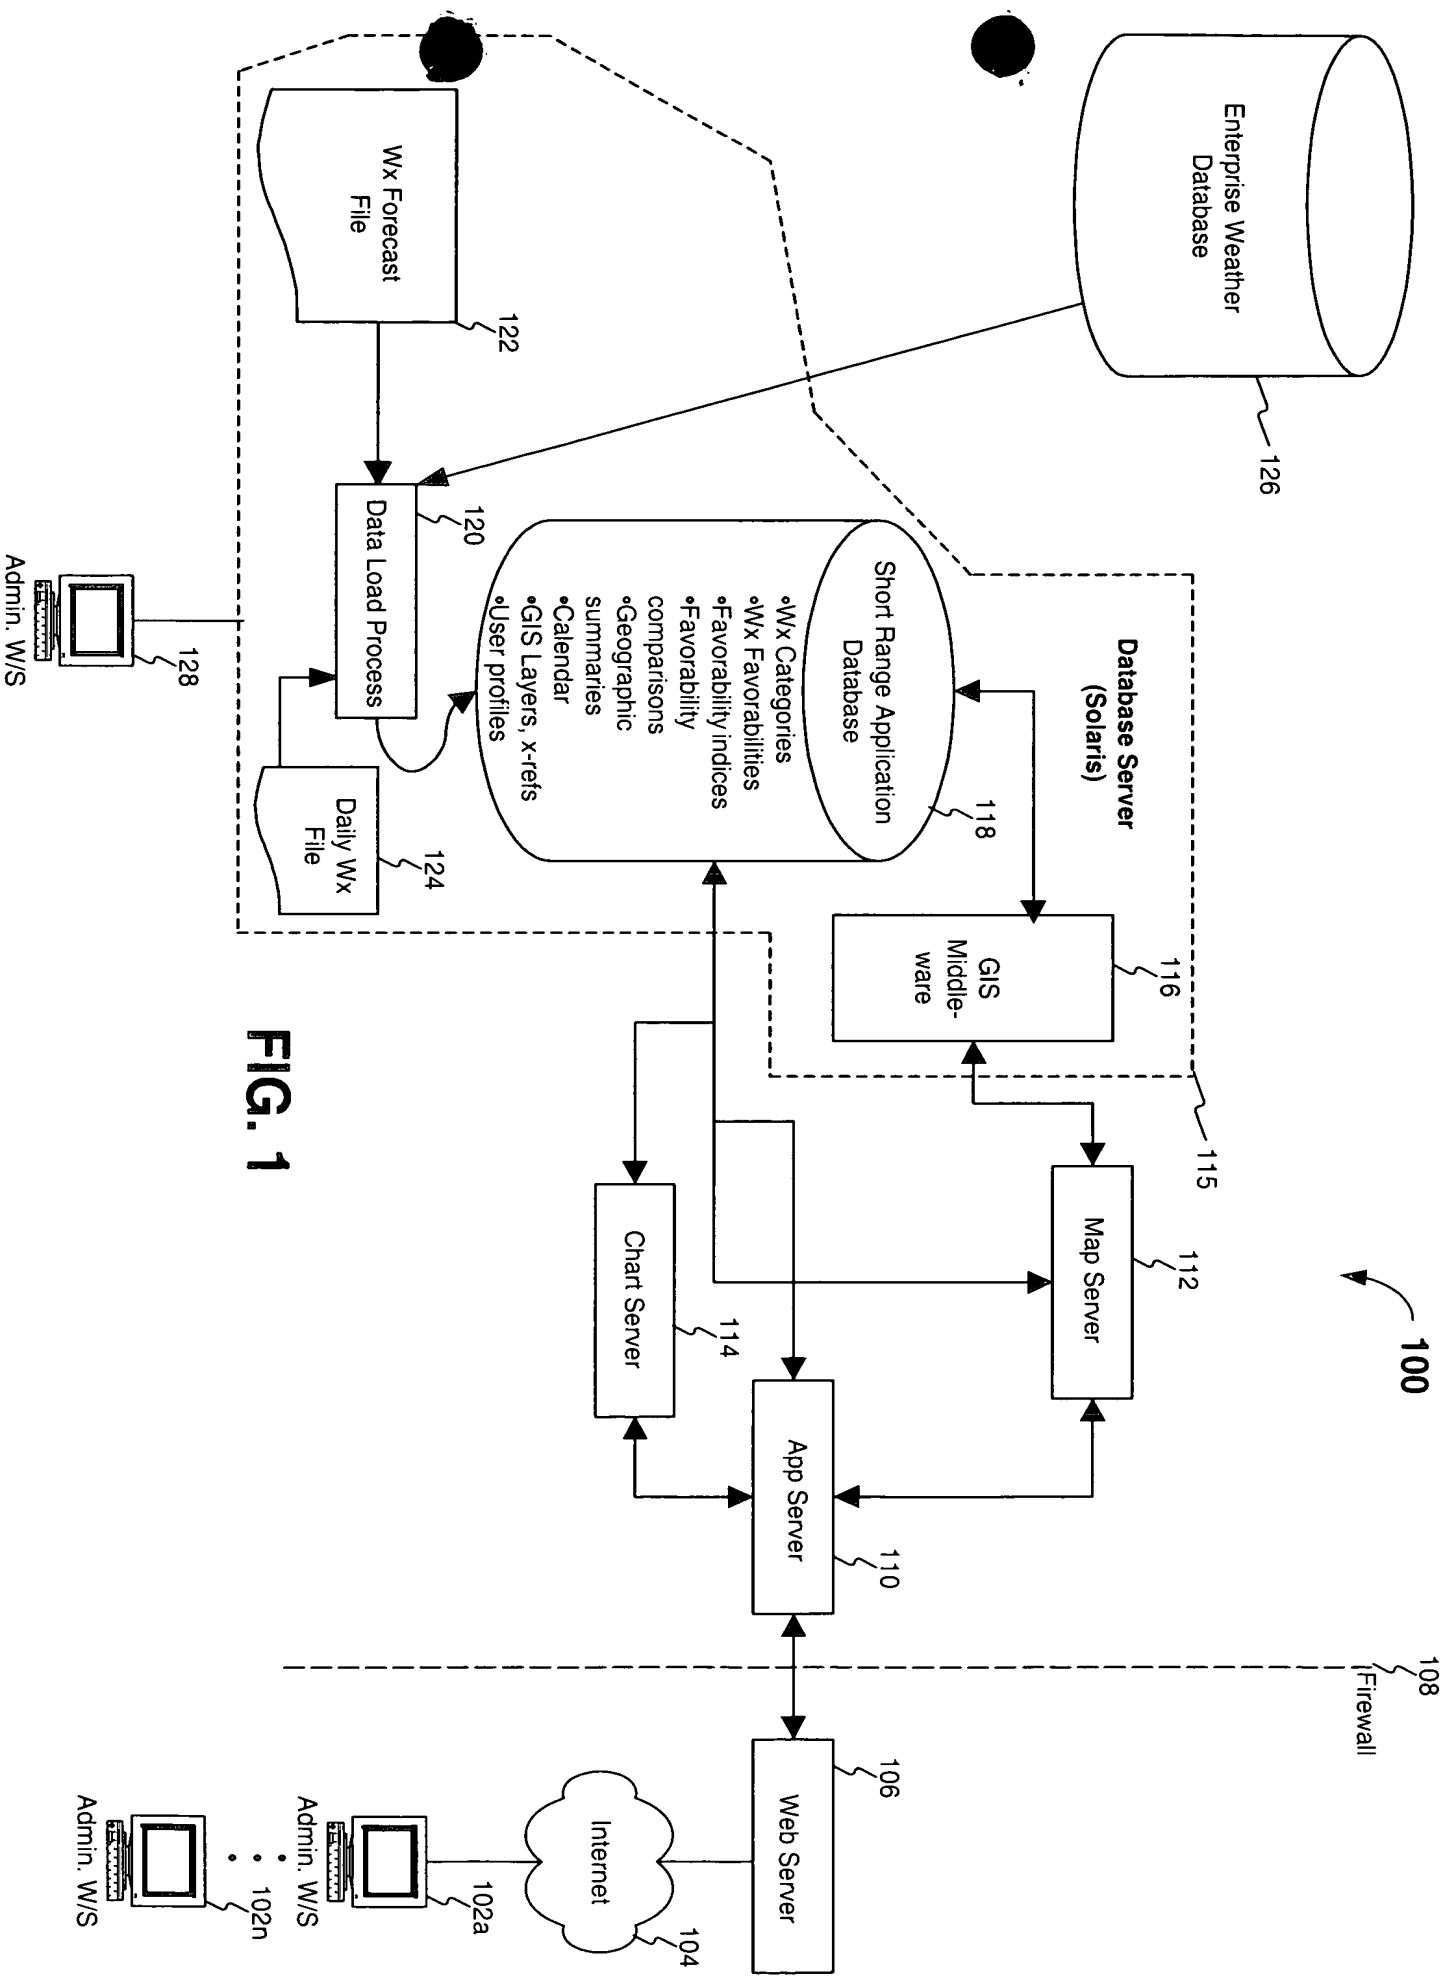 100
Enterprise Weather
Database
126
Database Server
(Solaris)
115
116
GIS
Middle-
ware
112
Map Server
108
Firewall
118
Short Range Application
Database
•Wx Categories
•Wx Favorabilities
•Favorability indices
•Favorability
comparisons
•Geographic
summaries
•Calendar
•GIS Layers, x-refs
•User profiles
110
App Server
106
Web Server
114
Chart Server
122
Wx Forecast
File
120
Data Load Process
124
Daily Wx
File
104
Internet
102a
Admin. W/S
102n
Admin. W/S
128
Admin. W/S
FIG. 1